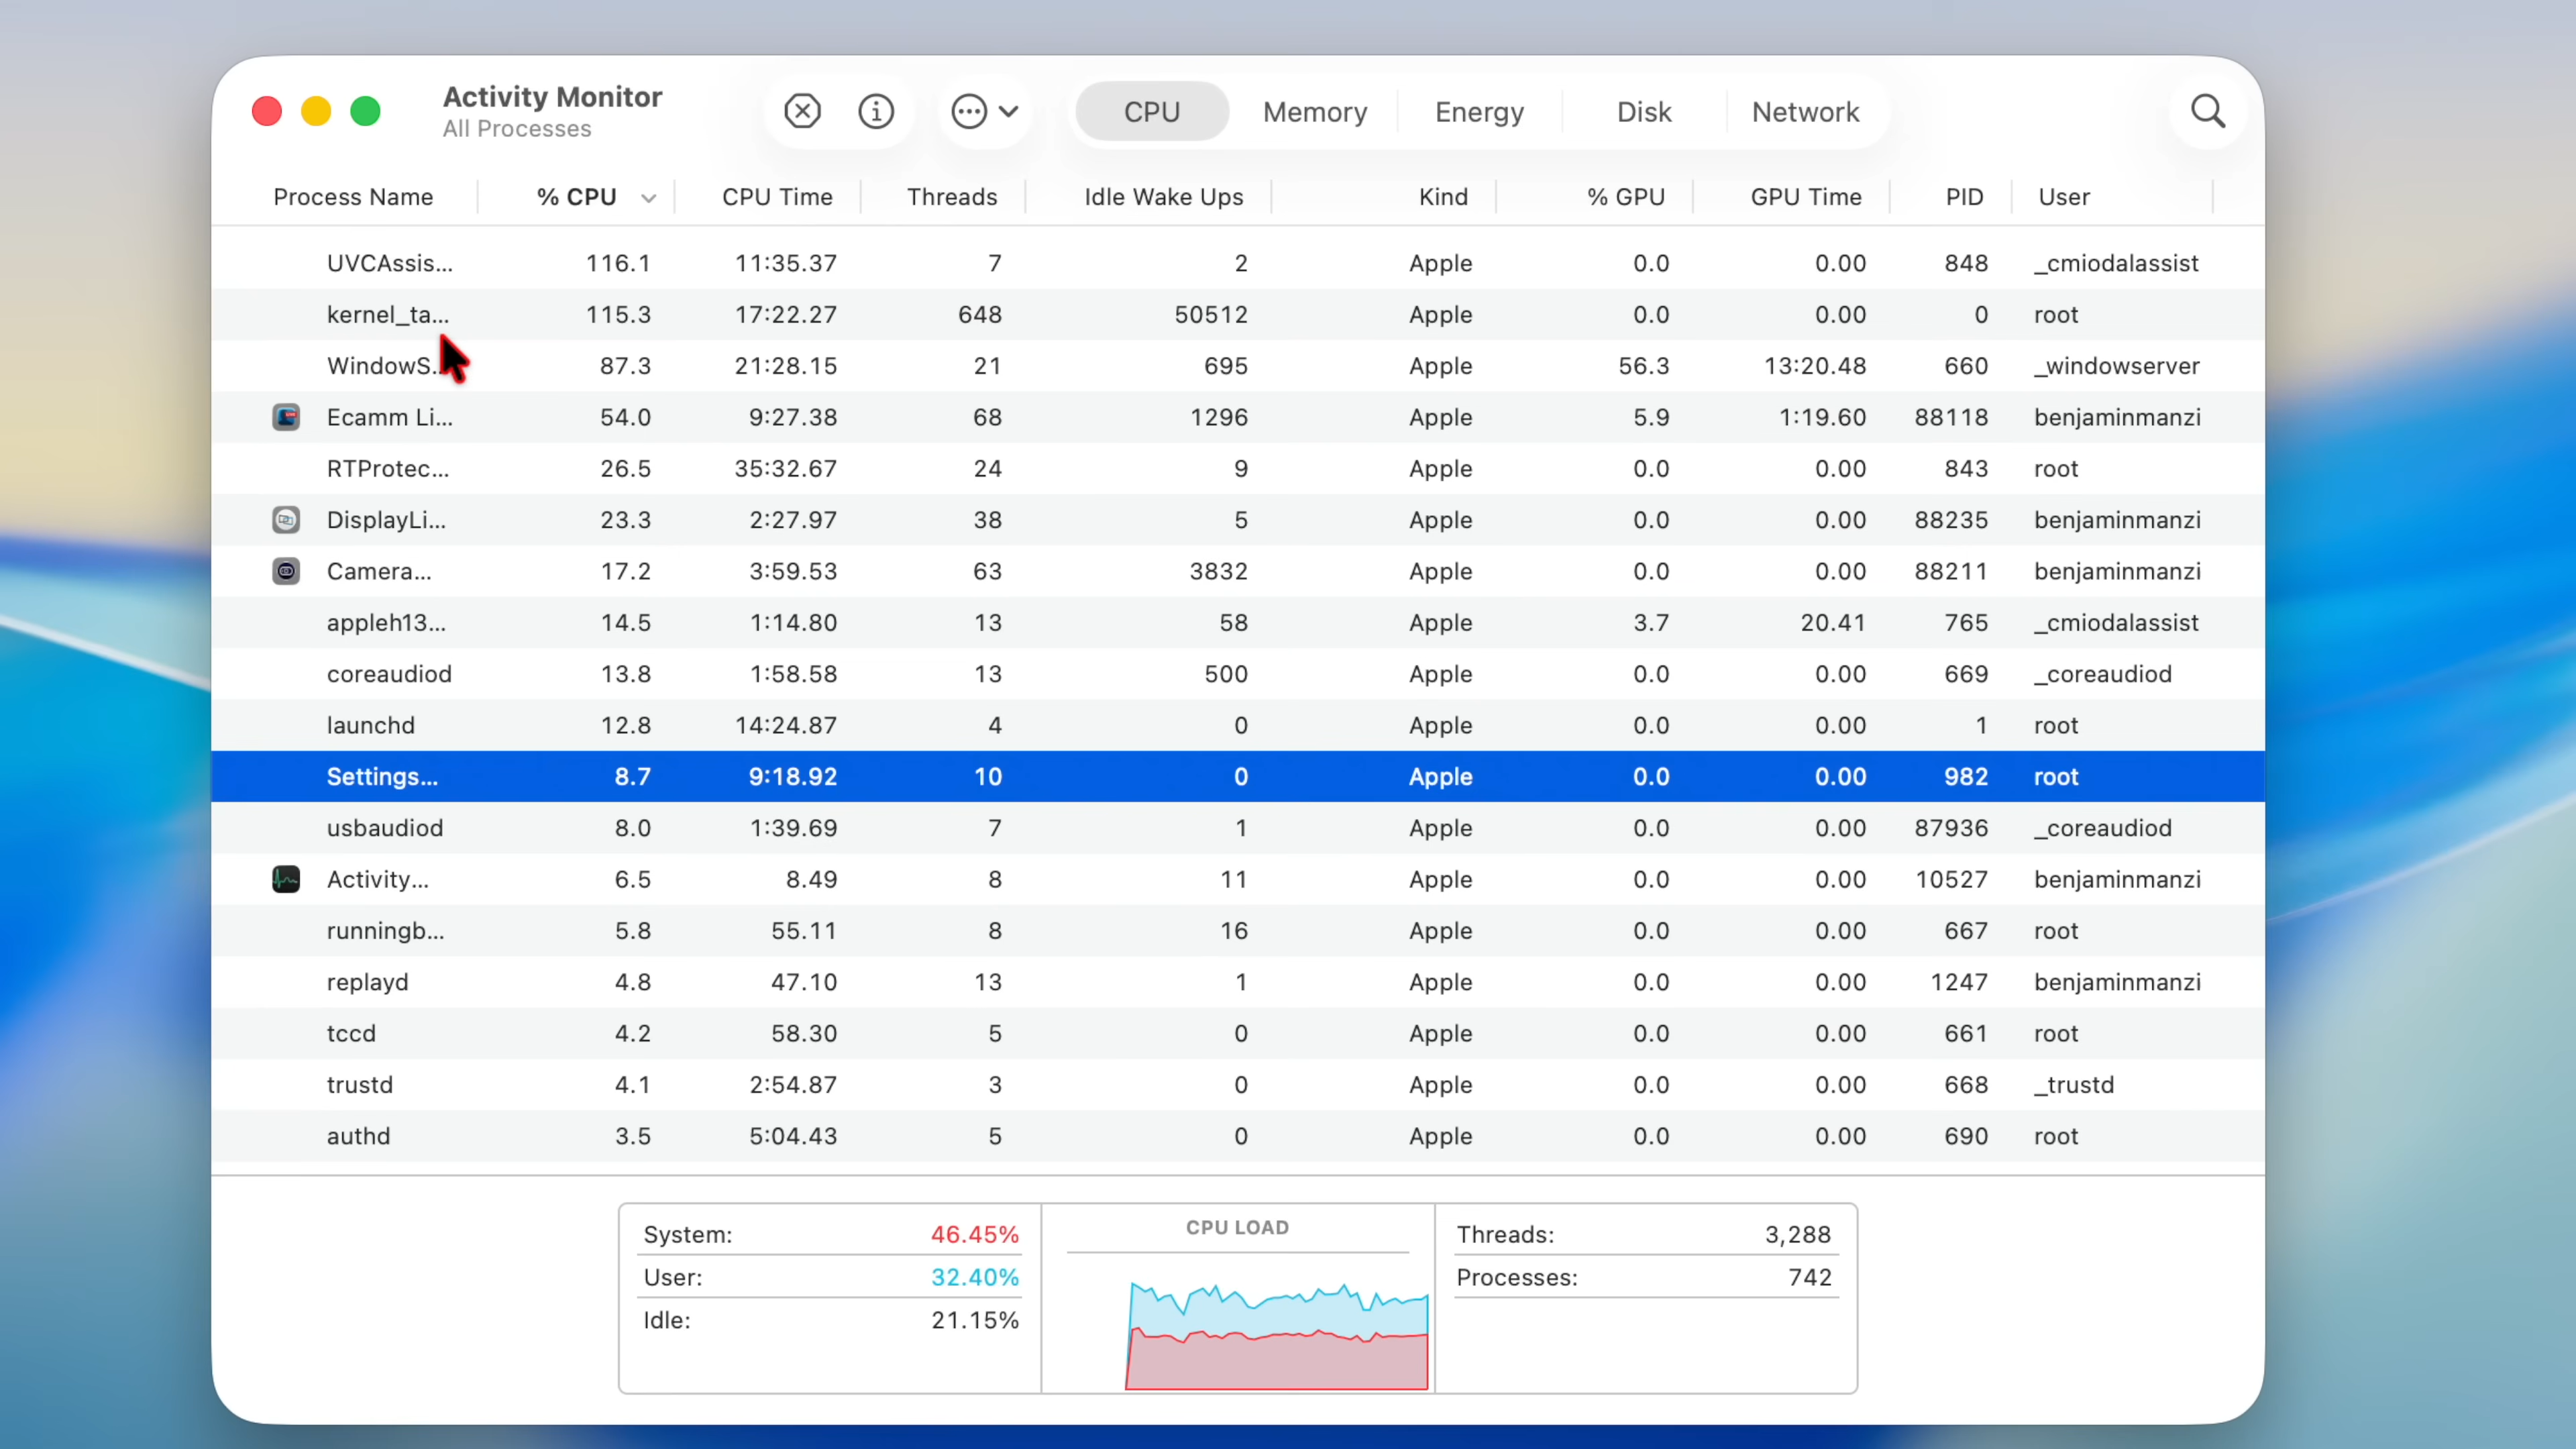 Activity Monitor
All Processes
CPU Memory Energy Disk Network
Process Name % CPU CPU Time Threads Idle Wake Ups Kind % GPU GPU Time PID User
UVCAssis... 116.1 11:35.37 7 2 Apple 0.0 0.00 848 _cmiodalassist
kernel_ta... 115.3 17:22.27 648 50512 Apple 0.0 0.00 0 root
WindowS... 87.3 21:28.15 21 695 Apple 56.3 13:20.48 660 _windowserver
Ecamm Li... 54.0 9:27.38 68 1296 Apple 5.9 1:19.60 88118 benjaminmanzi
RTProtec... 26.5 35:32.67 24 9 Apple 0.0 0.00 843 root
DisplayLi... 23.3 2:27.97 38 5 Apple 0.0 0.00 88235 benjaminmanzi
Camera... 17.2 3:59.53 63 3832 Apple 0.0 0.00 88211 benjaminmanzi
appleh13... 14.5 1:14.80 13 58 Apple 3.7 20.41 765 _cmiodalassist
coreaudiod 13.8 1:58.58 13 500 Apple 0.0 0.00 669 _coreaudiod
launchd 12.8 14:24.87 4 0 Apple 0.0 0.00 1 root
Settings... 8.7 9:18.92 10 0 Apple 0.0 0.00 982 root
usbaudiod 8.0 1:39.69 7 1 Apple 0.0 0.00 87936 _coreaudiod
Activity... 6.5 8.49 8 11 Apple 0.0 0.00 10527 benjaminmanzi
runningb... 5.8 55.11 8 16 Apple 0.0 0.00 667 root
replayd 4.8 47.10 13 1 Apple 0.0 0.00 1247 benjaminmanzi
tccd 4.2 58.30 5 0 Apple 0.0 0.00 661 root
trustd 4.1 2:54.87 3 0 Apple 0.0 0.00 668 _trustd
authd 3.5 5:04.43 5 0 Apple 0.0 0.00 690 root
System: 46.45% CPU LOAD Threads: 3,288
User: 32.40% Processes: 742
Idle: 21.15%